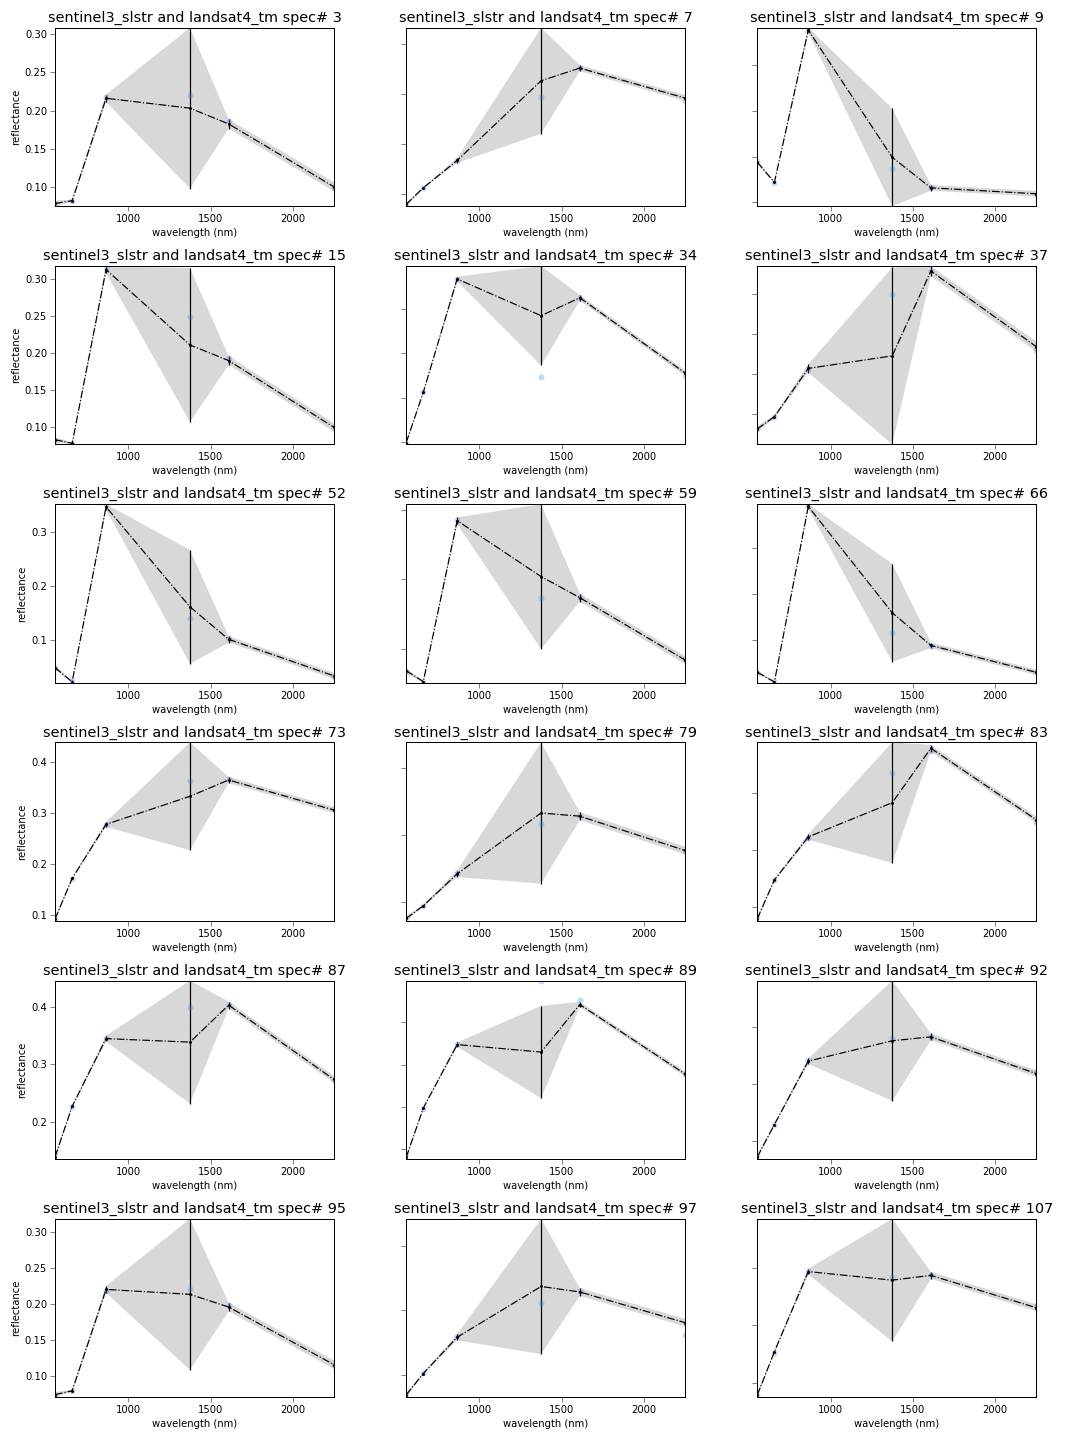 sentinel3_slstr and landsat4_tm spec# 3
sentinel3_slstr and landsat4_tm spec# 7
sentinel3_slstr and landsat4_tm spec# 9
0.30
0.25
0.20
0.15
0.10
reflectance
1000 1500 2000
1000 1500 2000
1000 1500 2000
wavelength (nm)
wavelength (nm)
wavelength (nm)
sentinel3_slstr and landsat4_tm spec# 15
sentinel3_slstr and landsat4_tm spec# 34
sentinel3_slstr and landsat4_tm spec# 37
0.30
0.25
0.20
0.15
0.10
reflectance
1000 1500 2000
1000 1500 2000
1000 1500 2000
wavelength (nm)
wavelength (nm)
wavelength (nm)
sentinel3_slstr and landsat4_tm spec# 52
sentinel3_slstr and landsat4_tm spec# 59
sentinel3_slstr and landsat4_tm spec# 66
0.3
0.2
0.1
reflectance
1000 1500 2000
1000 1500 2000
1000 1500 2000
wavelength (nm)
wavelength (nm)
wavelength (nm)
sentinel3_slstr and landsat4_tm spec# 73
sentinel3_slstr and landsat4_tm spec# 79
sentinel3_slstr and landsat4_tm spec# 83
0.4
0.3
0.2
0.1
reflectance
1000 1500 2000
1000 1500 2000
1000 1500 2000
wavelength (nm)
wavelength (nm)
wavelength (nm)
sentinel3_slstr and landsat4_tm spec# 87
sentinel3_slstr and landsat4_tm spec# 89
sentinel3_slstr and landsat4_tm spec# 92
0.4
0.3
0.2
reflectance
1000 1500 2000
1000 1500 2000
1000 1500 2000
wavelength (nm)
wavelength (nm)
wavelength (nm)
sentinel3_slstr and landsat4_tm spec# 95
sentinel3_slstr and landsat4_tm spec# 97
sentinel3_slstr and landsat4_tm spec# 107
0.30
0.25
0.20
0.15
0.10
reflectance
1000 1500 2000
1000 1500 2000
1000 1500 2000
wavelength (nm)
wavelength (nm)
wavelength (nm)